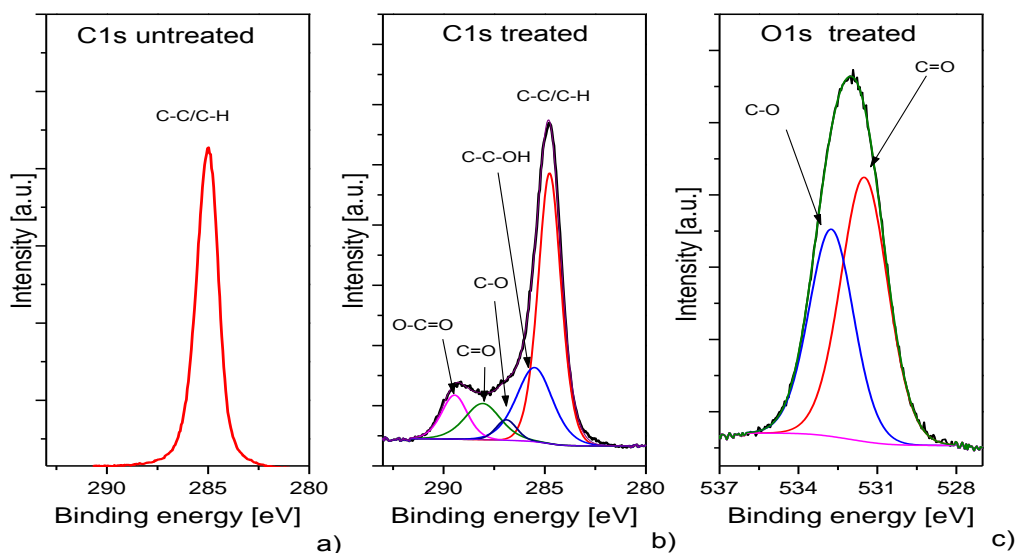 C1s untreated
C-C/C-H
Intensity [a.u.]
290
285
280
Binding energy [eV]
a)
C1s treated
C-C/C-H
C-C-OH
C-O
O-C=O
C=O
Intensity [a.u.]
290
285
280
Binding energy [eV]
b)
O1s treated
C=O
C-O
Intensity [a.u.]
537
534
531
528
Binding energy [eV]
c)